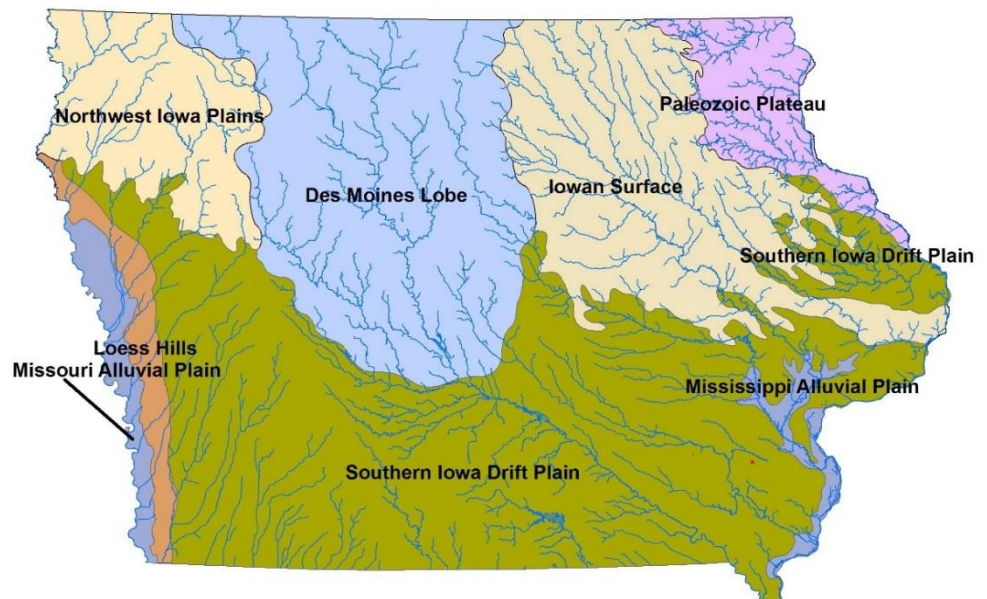 Paleozoic Plateau
Northwest Iowa Plains
Des Moines Lobe
Iowan Surface
Southern Iowa Drift Plain
Loess Hills
Missouri Alluvial Plain
Mississippi Alluvial Plain
Southern Iowa Drift Plain